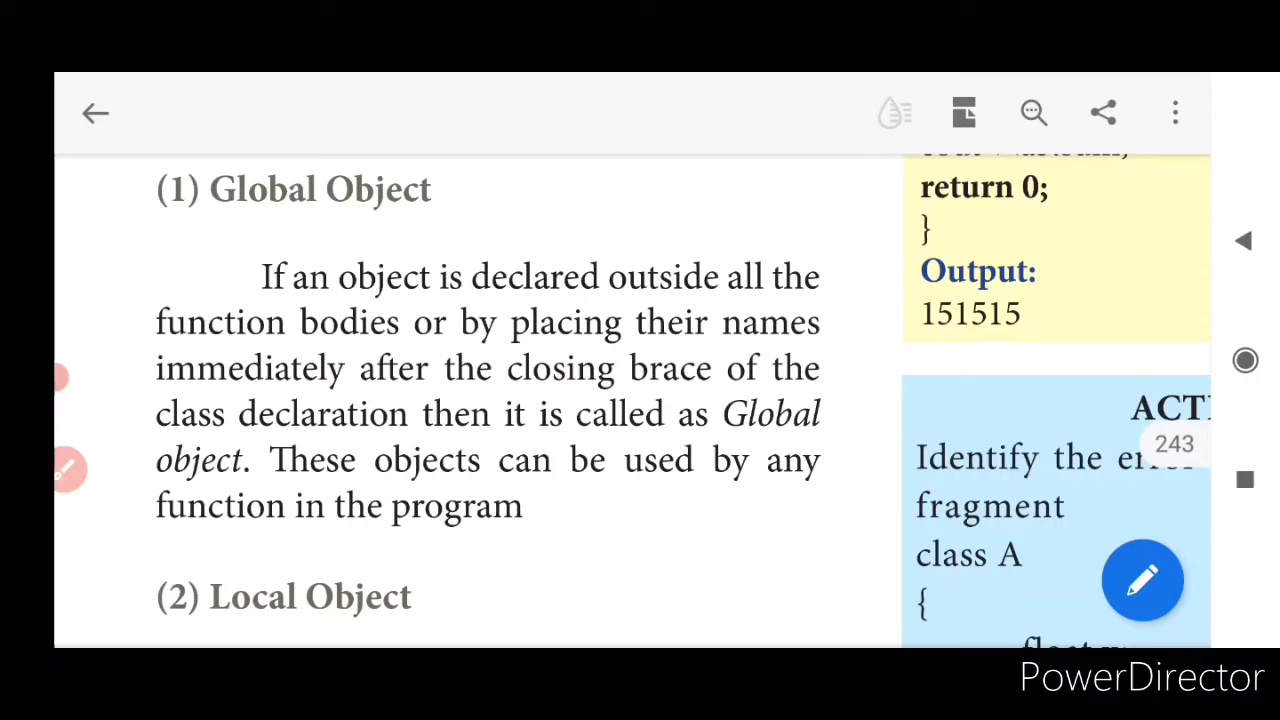 (1) Global Object
If an object is declared outside all the
function bodies or by placing their names
immediately after the closing brace of the
class declaration then it is called as Global
object. These objects can be used by any
function in the program
(2) Local Object
return 0;
}
Output:
151515
243
Identify the
fragment
class A
{
PowerDirector